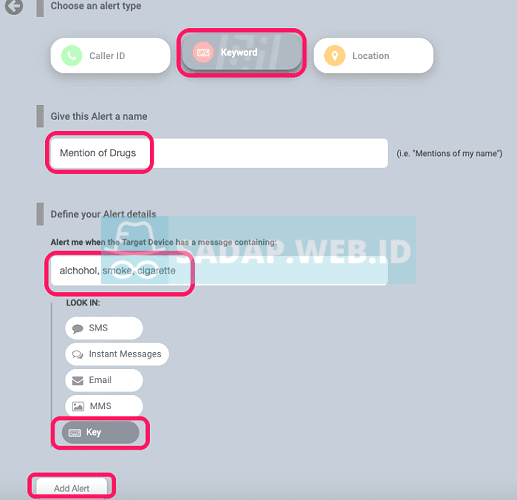 Choose an alert type
Caller ID
Keyword
Location
Give this Alert a name
Mention of Drugs
(i.e. "Mentions of my name")
Define your Alert details
Alert me when the Target Device has a message containing:
SADAP.WEB.ID
alchohol, smoke, cigarette
LOOK IN:
SMS
Instant Messages
Email
MMS
Key
Add Alert